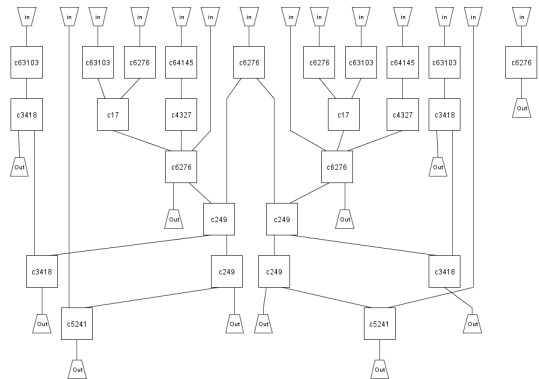 in in in in in in in in in in in in in in
c63103 c63103 c6276 c64145 c6276 c6276 c63103 c64145 c63103 c6276
c3418 c17 c4327 c17 c4327 c3418 Out
Out c6276 c6276 Out
Out c249 c249 Out
c3418 c249 c249 c3418
Out c5241 Out Out c5241 Out
Out Out